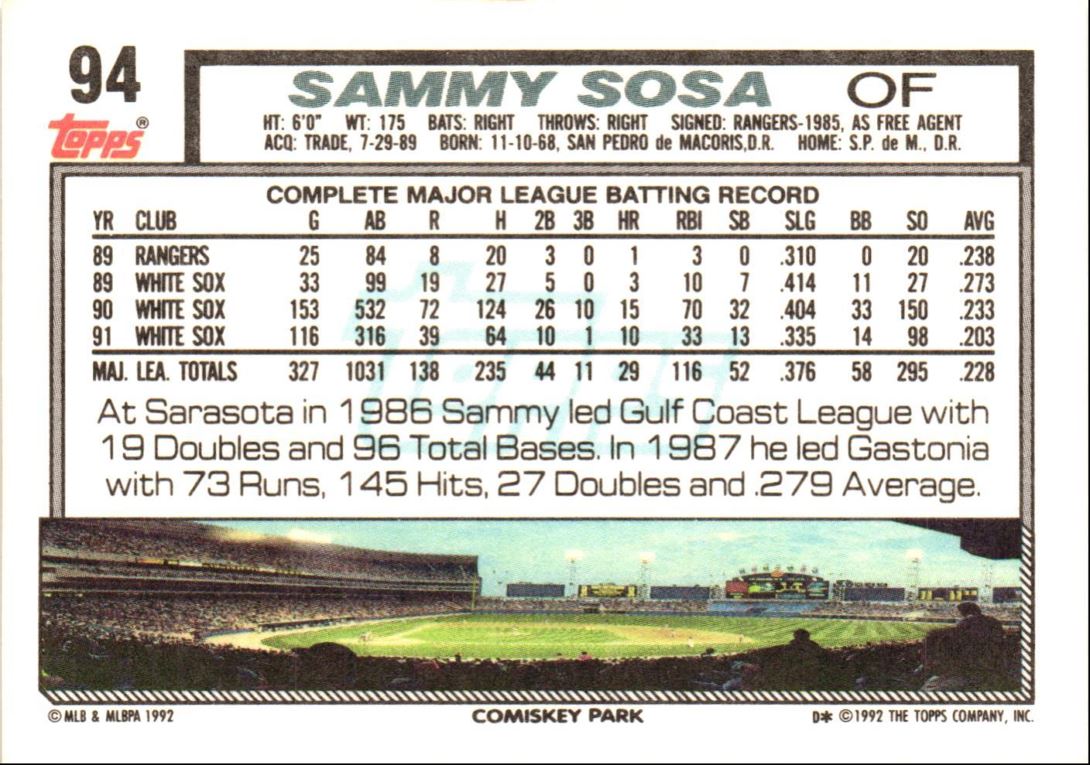 94
topps®
SAMMY SOSA OF
HT: 6'0" WT: 175 BATS: RIGHT THROWS: RIGHT SIGNED: RANGERS-1985, AS FREE AGENT
ACQ: TRADE, 7-29-89 BORN: 11-10-68, SAN PEDRO de MACORIS,D.R. HOME: S.P. de M., D.R.
COMPLETE MAJOR LEAGUE BATTING RECORD
YR CLUB G AB R H 2B 3B HR RBI SB SLG BB SO AVG
89 RANGERS 25 84 8 20 3 0 1 3 0 .310 0 20 .238
89 WHITE SOX 33 99 19 27 5 0 3 10 7 .414 11 27 .273
90 WHITE SOX 153 532 72 124 26 10 15 70 32 .404 33 150 .233
91 WHITE SOX 116 316 39 64 10 1 10 33 13 .335 14 98 .203
MAJ. LEA. TOTALS 327 1031 138 235 44 11 29 116 52 .376 58 295 .228
At Sarasota in 1986 Sammy led Gulf Coast League with
19 Doubles and 96 Total Bases. In 1987 he led Gastonia
with 73 Runs, 145 Hits, 27 Doubles and .279 Average.
© MLB & MLBPA 1992 COMISKEY PARK D* ©1992 THE TOPPS COMPANY, INC.